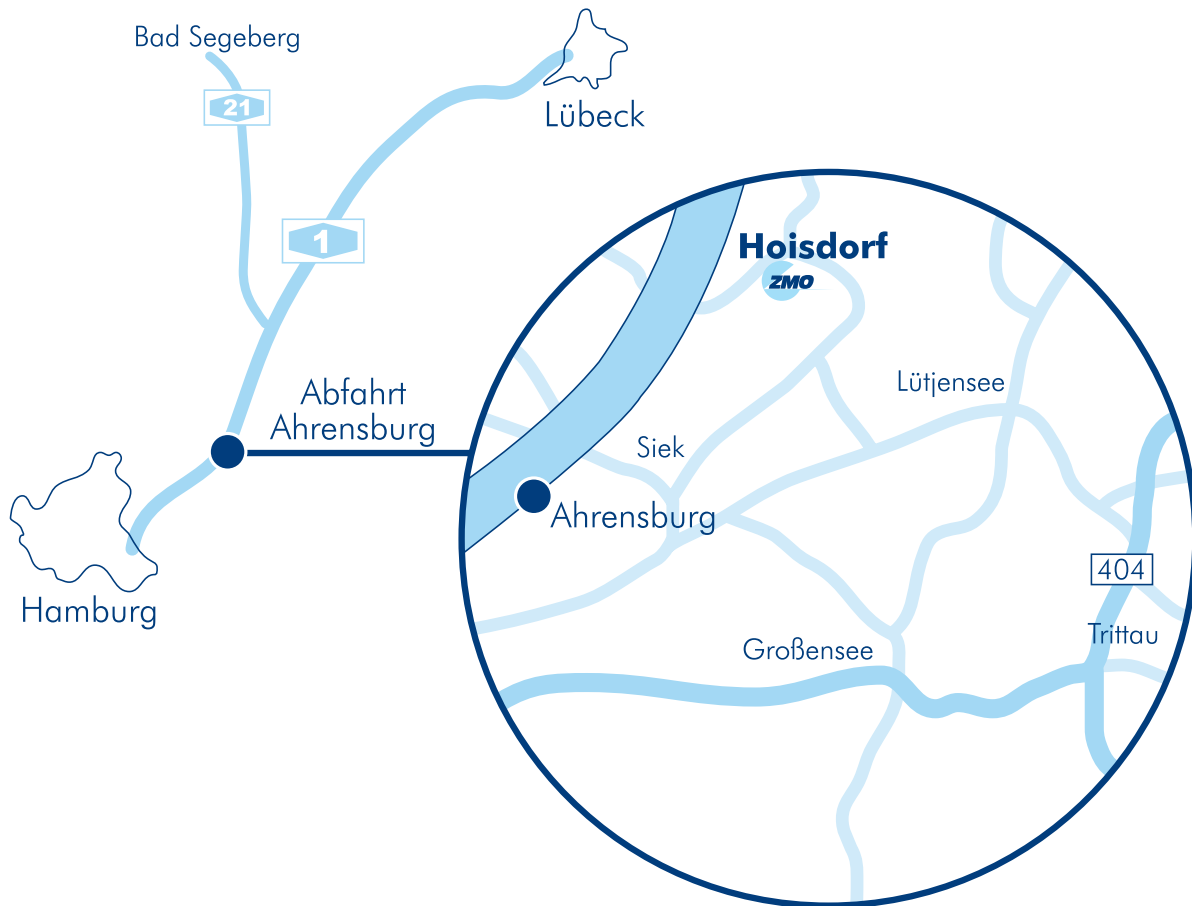 Bad Segeberg
21
Lübeck
1
Hoisdorf
ZMO
Abfahrt
Ahrensburg
Lütjensee
Siek
Ahrensburg
404
Hamburg
Trittau
Großensee